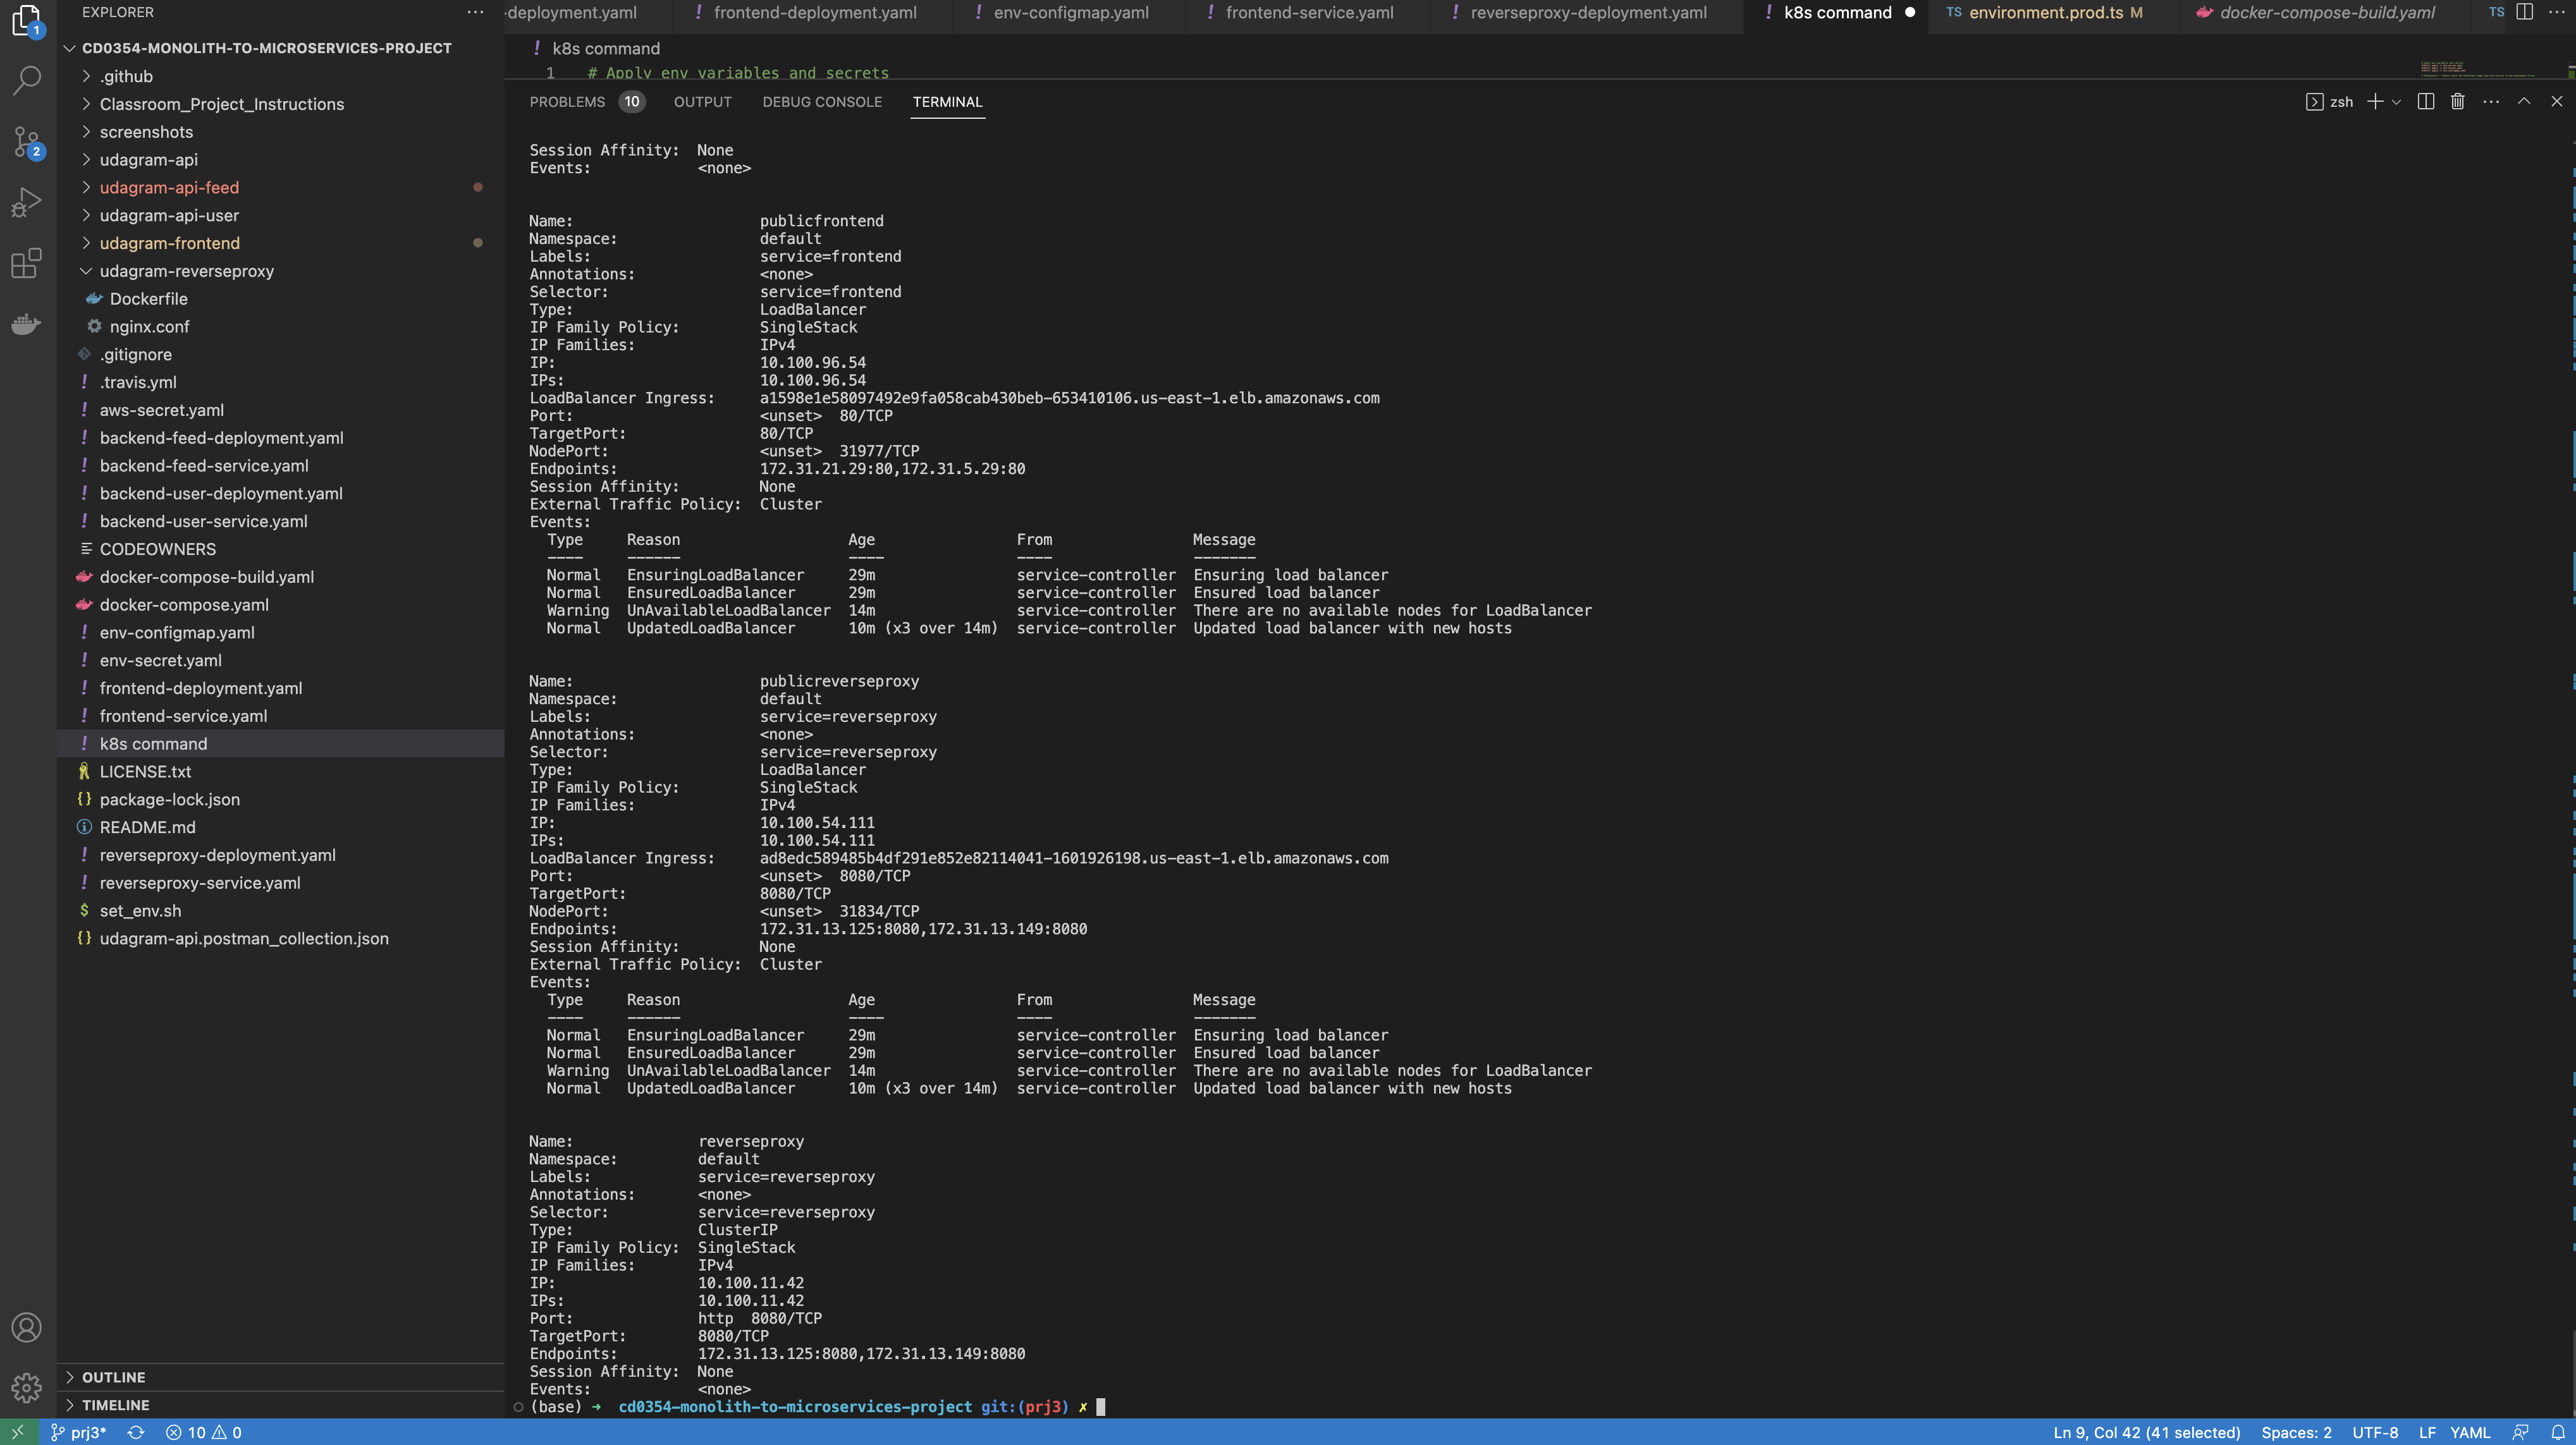 EXPLORER
CD0354-MONOLITH-TO-MICROSERVICES-PROJECT
.github
Classroom_Project_Instructions
screenshots
udagram-api
udagram-api-feed
udagram-api-user
udagram-frontend
udagram-reverseproxy
Dockerfile
nginx.conf
.gitignore
.travis.yml
aws-secret.yaml
backend-feed-deployment.yaml
backend-feed-service.yaml
backend-user-deployment.yaml
backend-user-service.yaml
CODEOWNERS
docker-compose-build.yaml
docker-compose.yaml
env-configmap.yaml
env-secret.yaml
frontend-deployment.yaml
frontend-service.yaml
k8s command
LICENSE.txt
package-lock.json
README.md
reverseproxy-deployment.yaml
reverseproxy-service.yaml
set_env.sh
udagram-api.postman_collection.json
OUTLINE
TIMELINE
-deployment.yaml ! frontend-deployment.yaml ! env-configmap.yaml ! frontend-service.yaml ! reverseproxy-deployment.yaml ! k8s command TS environment.prod.ts M docker-compose-build.yaml TS
! k8s command
1 # Apply env variables and secrets
PROBLEMS 10 OUTPUT DEBUG CONSOLE TERMINAL zsh
Session Affinity: None
Events: <none>
Name: publicfrontend
Namespace: default
Labels: service=frontend
Annotations: <none>
Selector: service=frontend
Type: LoadBalancer
IP Family Policy: SingleStack
IP Families: IPv4
IP: 10.100.96.54
IPs: 10.100.96.54
LoadBalancer Ingress: a1598e1e58097492e9fa058cab430beb-653410106.us-east-1.elb.amazonaws.com
Port: <unset> 80/TCP
TargetPort: 80/TCP
NodePort: <unset> 31977/TCP
Endpoints: 172.31.21.29:80,172.31.5.29:80
Session Affinity: None
External Traffic Policy: Cluster
Events:
Type Reason Age From Message
---- ------ ---- ---- -------
Normal EnsuringLoadBalancer 29m service-controller Ensuring load balancer
Normal EnsuredLoadBalancer 29m service-controller Ensured load balancer
Warning UnAvailableLoadBalancer 14m service-controller There are no available nodes for LoadBalancer
Normal UpdatedLoadBalancer 10m (x3 over 14m) service-controller Updated load balancer with new hosts
Name: publicreverseproxy
Namespace: default
Labels: service=reverseproxy
Annotations: <none>
Selector: service=reverseproxy
Type: LoadBalancer
IP Family Policy: SingleStack
IP Families: IPv4
IP: 10.100.54.111
IPs: 10.100.54.111
LoadBalancer Ingress: ad8edc589485b4df291e852e82114041-1601926198.us-east-1.elb.amazonaws.com
Port: <unset> 8080/TCP
TargetPort: 8080/TCP
NodePort: <unset> 31834/TCP
Endpoints: 172.31.13.125:8080,172.31.13.149:8080
Session Affinity: None
External Traffic Policy: Cluster
Events:
Type Reason Age From Message
---- ------ ---- ---- -------
Normal EnsuringLoadBalancer 29m service-controller Ensuring load balancer
Normal EnsuredLoadBalancer 29m service-controller Ensured load balancer
Warning UnAvailableLoadBalancer 14m service-controller There are no available nodes for LoadBalancer
Normal UpdatedLoadBalancer 10m (x3 over 14m) service-controller Updated load balancer with new hosts
Name: reverseproxy
Namespace: default
Labels: service=reverseproxy
Annotations: <none>
Selector: service=reverseproxy
Type: ClusterIP
IP Family Policy: SingleStack
IP Families: IPv4
IP: 10.100.11.42
IPs: 10.100.11.42
Port: http 8080/TCP
TargetPort: 8080/TCP
Endpoints: 172.31.13.125:8080,172.31.13.149:8080
Session Affinity: None
Events: <none>
(base) → cd0354-monolith-to-microservices-project git:(prj3) ✗
prj3* 10 0 Ln 9, Col 42 (41 selected) Spaces: 2 UTF-8 LF YAML